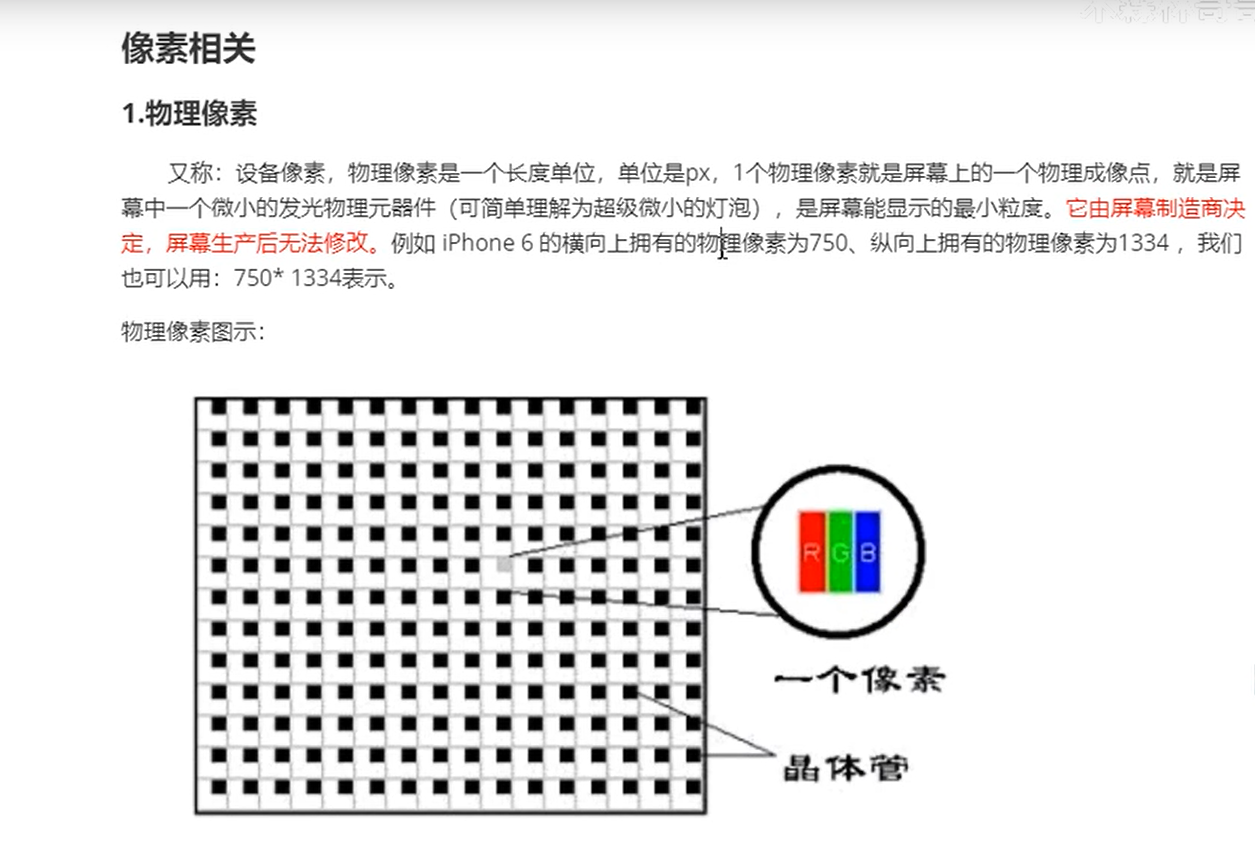 像素相关
1.物理像素
又称：设备像素，物理像素是一个长度单位，单位是px，1个物理像素就是屏幕上的一个物理成像点，就是屏
幕中一个微小的发光物理元器件（可简单理解为超级微小的灯泡），是屏幕能显示的最小粒度。它由屏幕制造商决
定，屏幕生产后无法修改。例如 iPhone 6 的横向上拥有的物理像素为750、纵向上拥有的物理像素为1334 ，我们
也可以用：750* 1334表示。
物理像素图示：
R G B
一个像素
晶体管